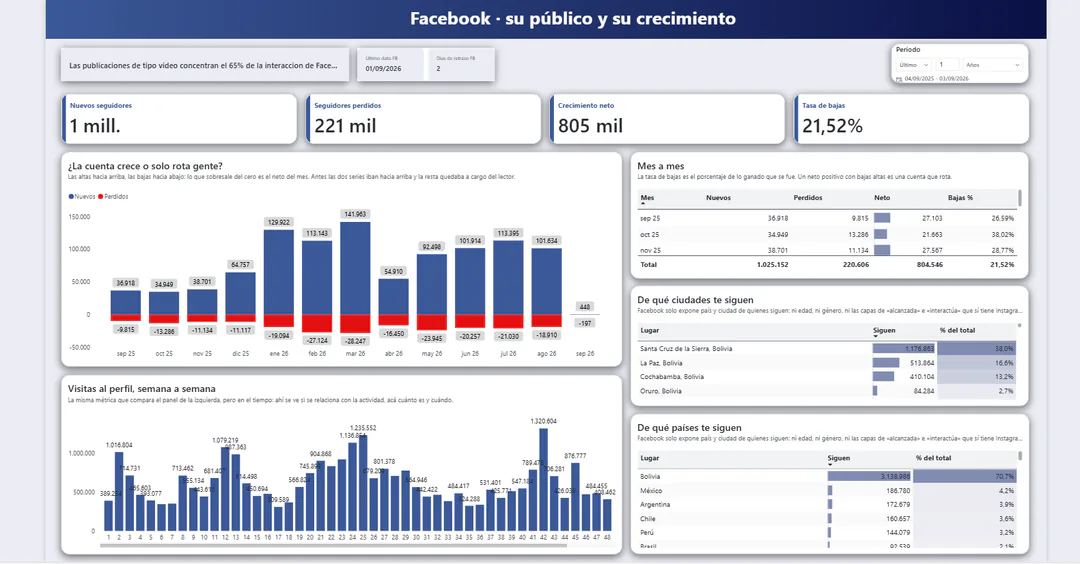 Facebook · su público y su crecimiento
Las publicaciones de tipo video concentran el 65% de la interaccion de Face...
Último dato FB
01/09/2026
Días de retraso FB
2
Periodo
Último
1
Años
04/09/2025 - 03/09/2026
Nuevos seguidores
1 mill.
Seguidores perdidos
221 mil
Crecimiento neto
805 mil
Tasa de bajas
21,52%
¿La cuenta crece o solo rota gente?
Las altas hacia arriba, las bajas hacia abajo: lo que sobresale del cero es el neto del mes. Antes las dos series iban hacia arriba y la resta quedaba a cargo del lector.
Nuevos Perdidos
150.000
100.000
50.000
0
-50.000
36.918 34.949 38.701 64.757 129.922 113.143 141.963 54.910 92.498 101.914 113.395 101.634 448
-9.815 -13.286 -11.134 -11.117 -19.094 -27.124 -28.247 -16.450 -23.945 -20.257 -21.030 -18.910 -197
sep 25 oct 25 nov 25 dic 25 ene 26 feb 26 mar 26 abr 26 may 26 jun 26 jul 26 ago 26 sep 26
Mes a mes
La tasa de bajas es el porcentaje de lo ganado que se fue. Un neto positivo con bajas altas es una cuenta que rota.
Mes Nuevos Perdidos Neto Bajas %
sep 25 36.918 9.815 27.103 26,59%
oct 25 34.949 13.286 21.663 38,02%
nov 25 38.701 11.134 27.567 28,77%
Total 1.025.152 220.606 804.546 21,52%
De qué ciudades te siguen
Facebook solo expone país y ciudad de quienes siguen: ni edad, ni género, ni las capas de «alcanzada» e «interactúa» que sí tiene Instagra...
Lugar Siguen % del total
Santa Cruz de la Sierra, Bolivia 1.176.863 38,0%
La Paz, Bolivia 513.864 16,6%
Cochabamba, Bolivia 410.104 13,2%
Oruro, Bolivia 84.284 2,7%
Visitas al perfil, semana a semana
La misma métrica que compara el panel de la izquierda, pero en el tiempo: ahí se ve si se relaciona con la actividad, acá cuánto es y cuándo.
1.000.000
500.000
0
1.016.804 713.462 1.079.219 904.868 1.235.552 801.378 484.417 531.401 1.320.604 876.777 484.455
1 2 3 4 5 6 7 8 9 10 11 12 13 14 15 16 17 18 19 20 21 22 23 24 25 26 27 28 29 30 31 32 33 34 35 36 37 38 39 40 41 42 43 44 45 46 47 48
De qué países te siguen
Facebook solo expone país y ciudad de quienes siguen: ni edad, ni género, ni las capas de «alcanzada» e «interactúa» que sí tiene Instagra...
Lugar Siguen % del total
Bolivia 3.138.986 70,7%
México 186.780 4,2%
Argentina 172.679 3,9%
Chile 160.657 3,6%
Perú 144.079 3,2%
Brasil 92.539 2,1%